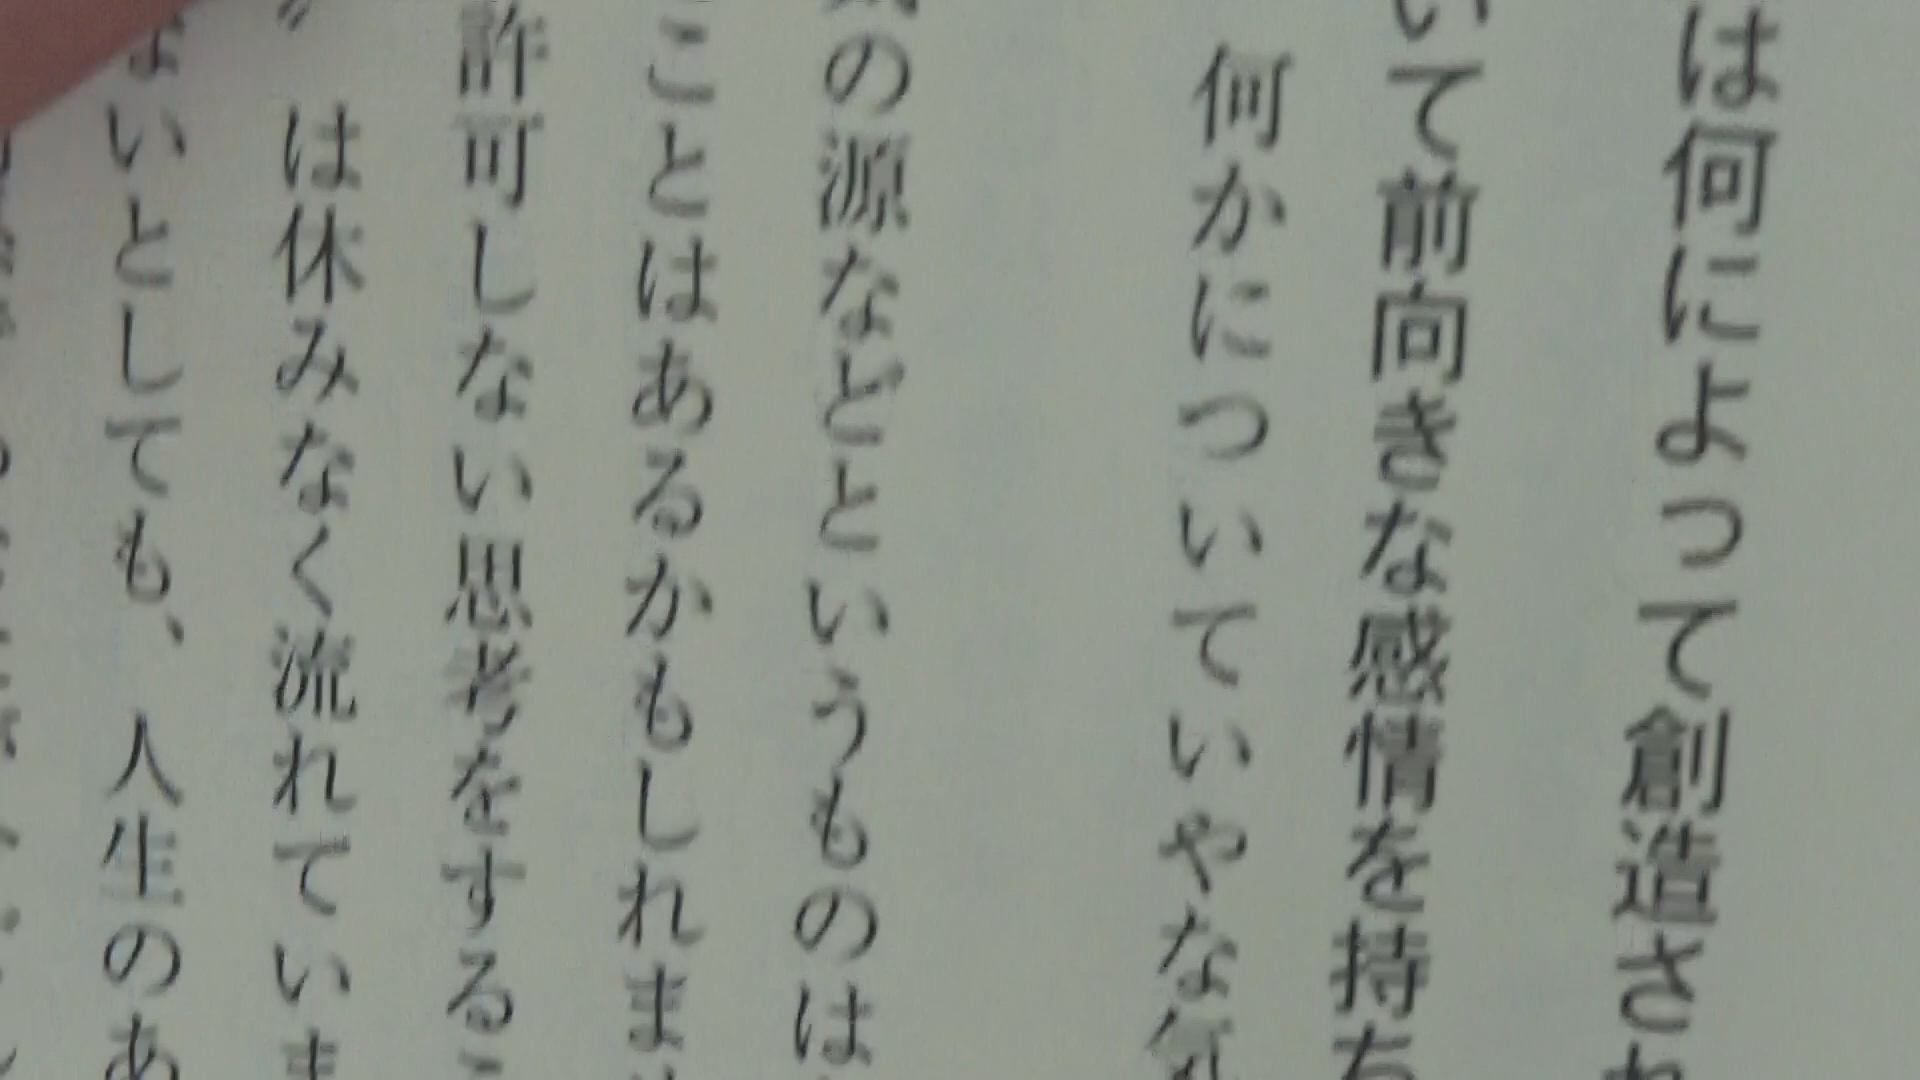 は何によって創造さ
いて前向きな感情を持ち
何かについていやな気
の源などというものは
ことはあるかもしれま
許可しない思考をする
は休みなく流れていま
よいとしても、人生のあ